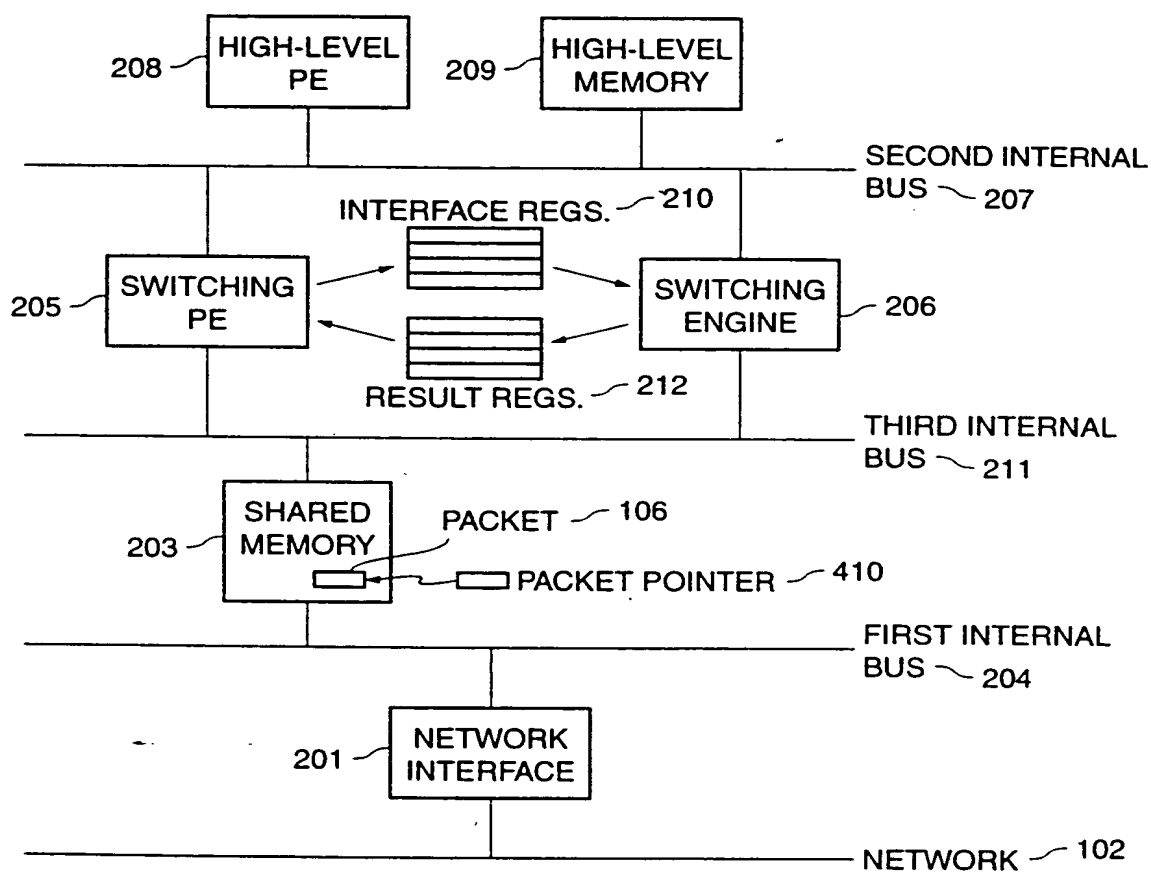 HIGH-LEVEL
PE
208
HIGH-LEVEL
MEMORY
209
SECOND INTERNAL
BUS 207
INTERFACE REGS. 210
SWITCHING
PE
205
SWITCHING
ENGINE
206
RESULT REGS. 212
THIRD INTERNAL
BUS 211
SHARED
MEMORY
203
PACKET 106
PACKET POINTER 410
FIRST INTERNAL
BUS 204
NETWORK
INTERFACE
201
NETWORK 102